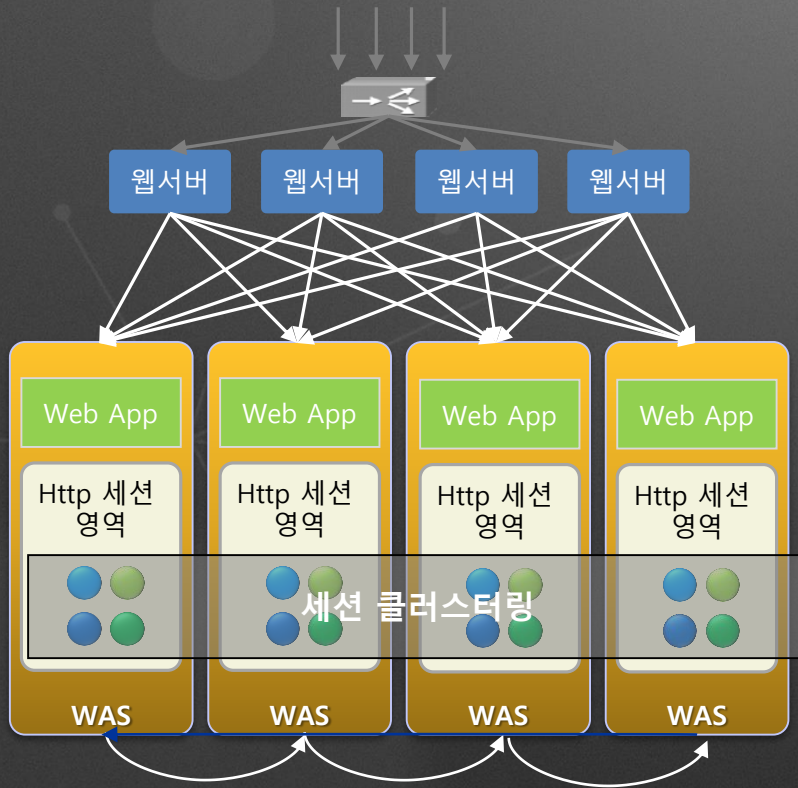 웹서버 웹서버 웹서버 웹서버
Web App Web App Web App Web App
Http 세션 Http 세션 Http 세션 Http 세션
영역 영역 영역 영역
세션 클러스터링
WAS WAS WAS WAS